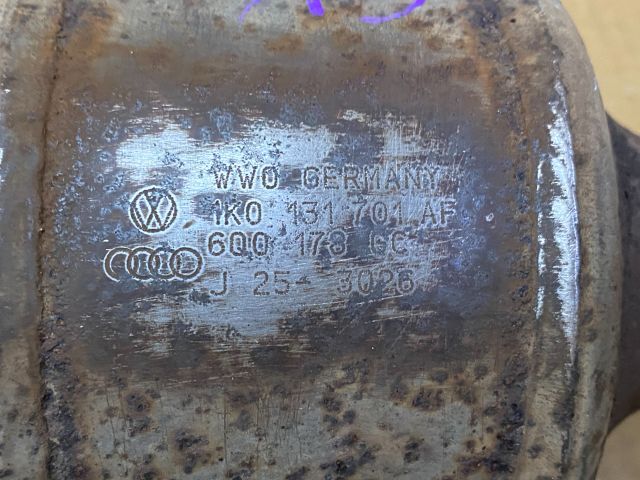 WWO GERMANY
1K0 131 701 AF
6Q0 178 GC
J 25- 3026